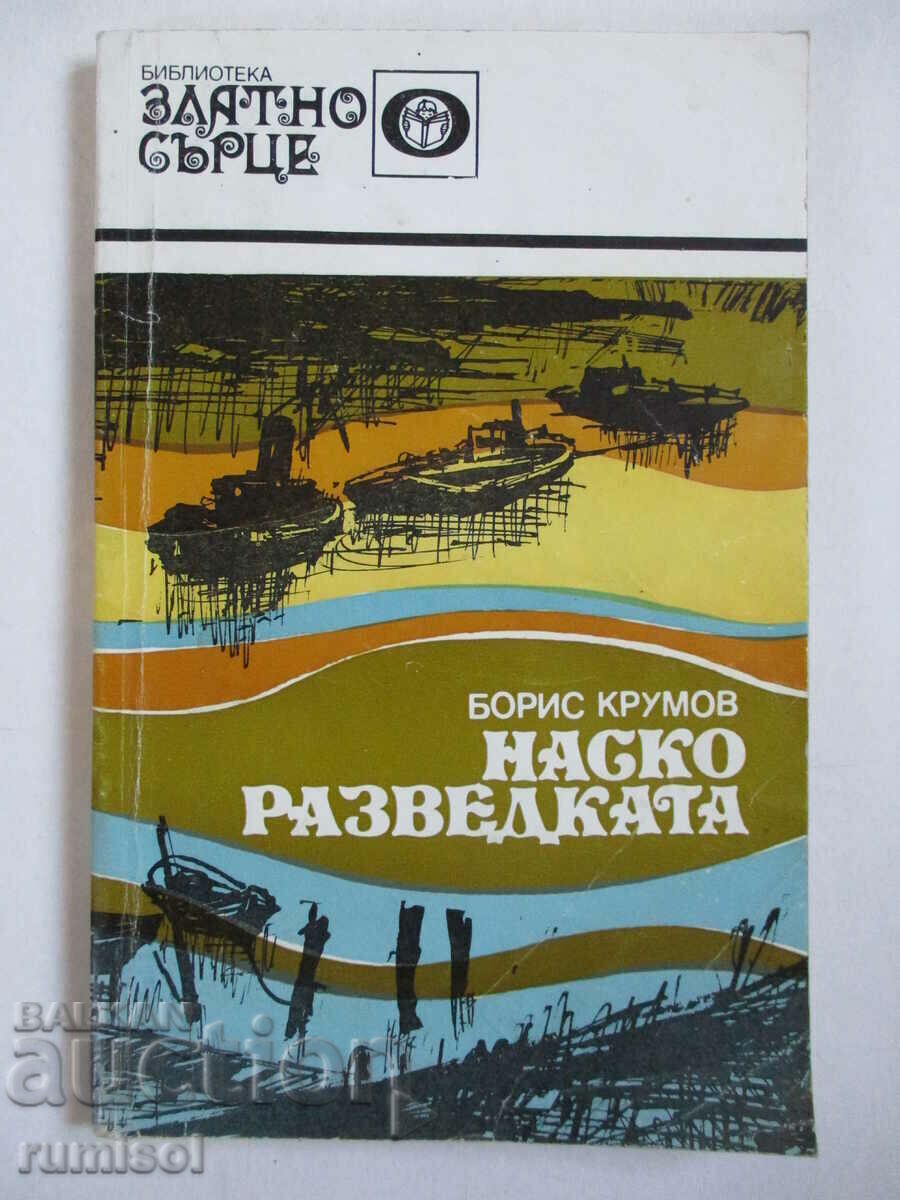 БИБЛИОТЕКА
ЗЛАТНО
СЪРЦЕ
БОРИС КРУМОВ
НАСКО
РАЗВЕДКАТА
BALKAN
auction
rumisol